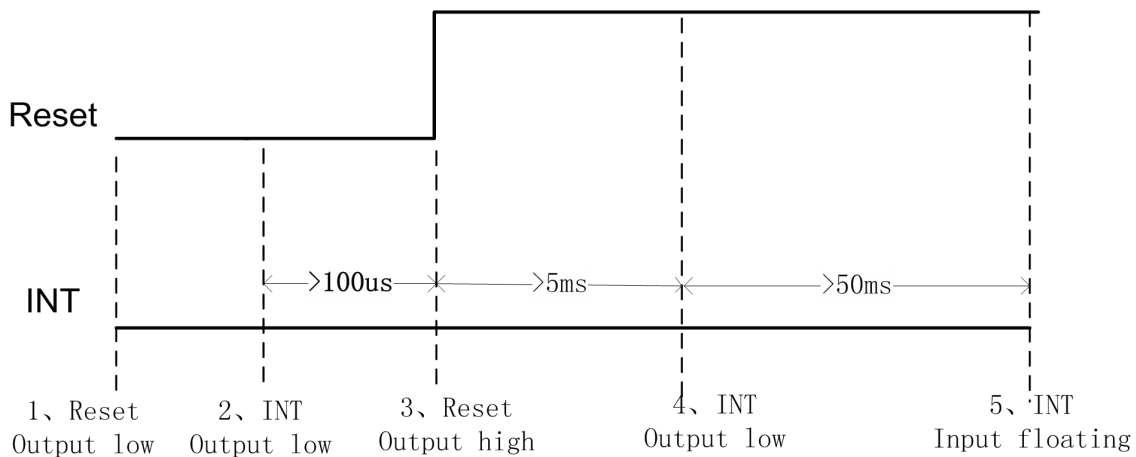 Reset
>100us
>5ms
>50ms
INT
1、Reset
Output low
2、INT
Output low
3、Reset
Output high
4、INT
Output low
5、INT
Input floating